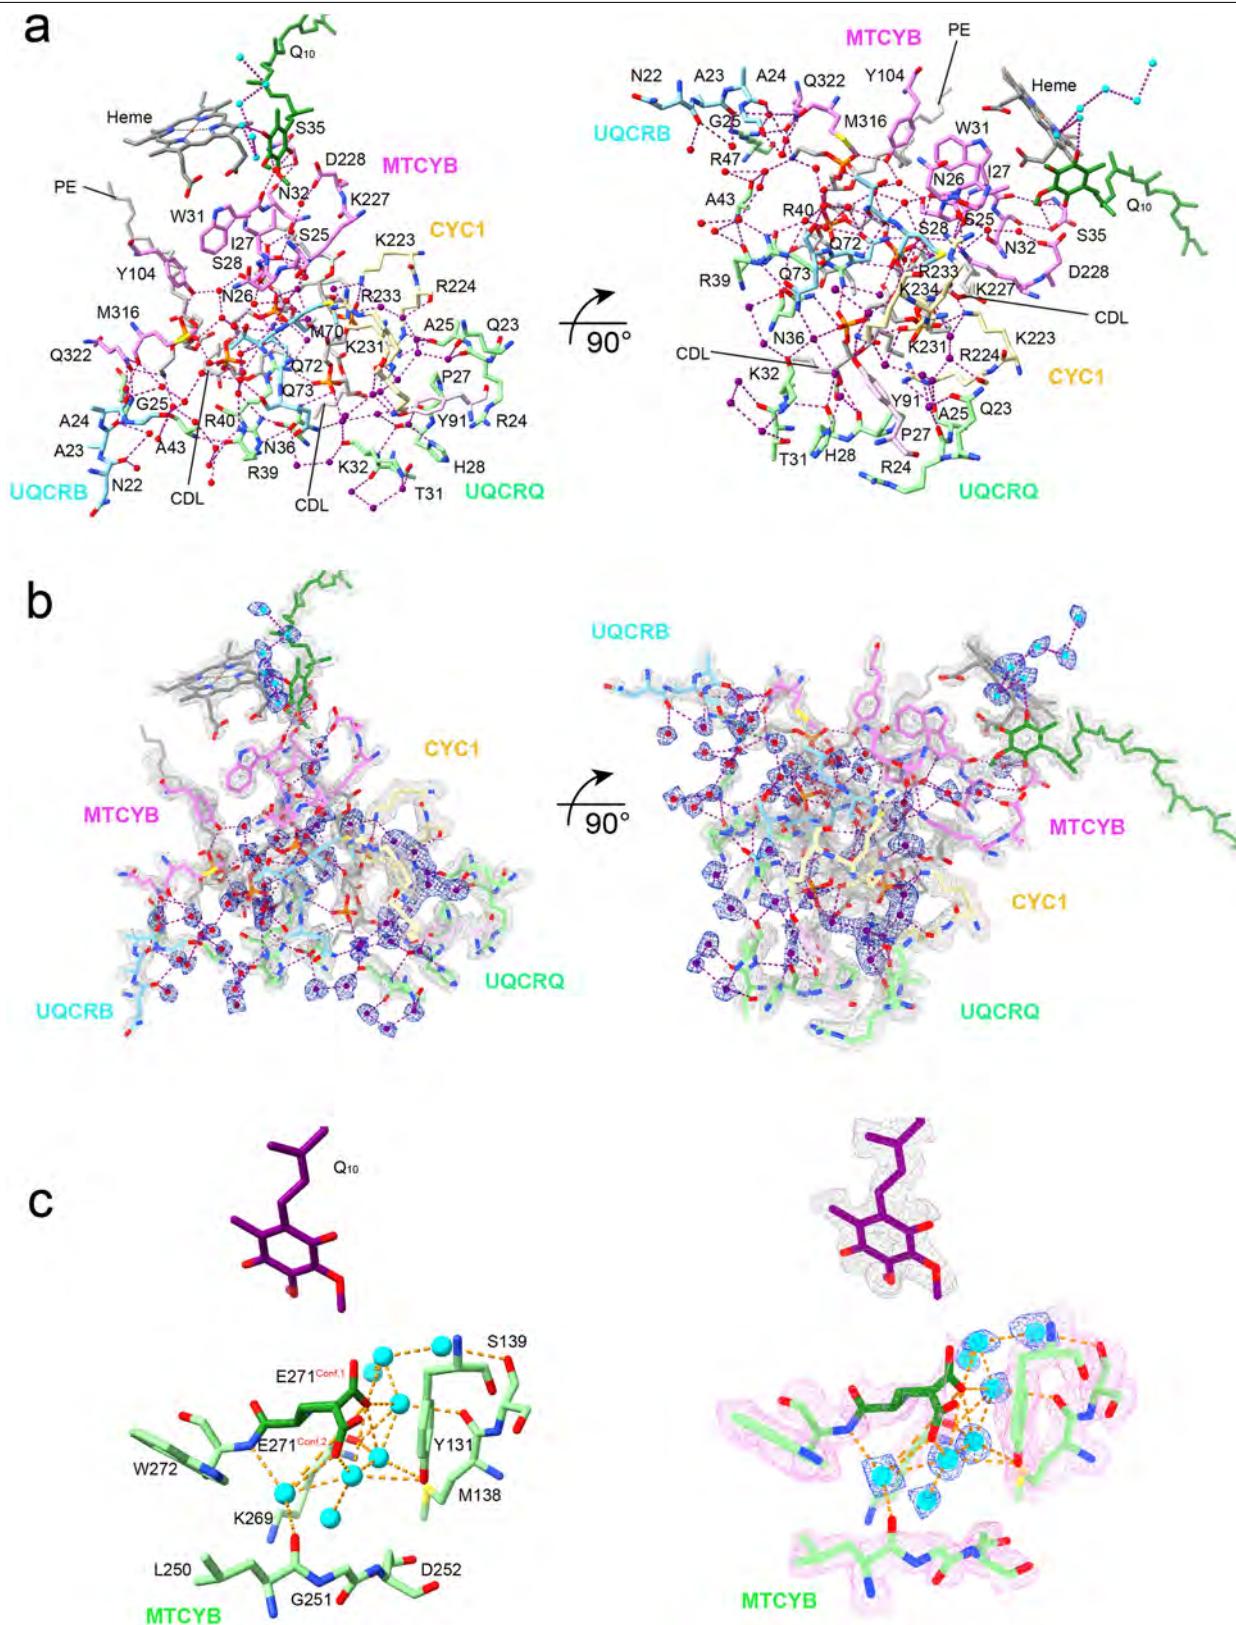 a
Q10
Heme
S35
D228
MTCYB
N32
K227
PE
W31
S25
CYC1
I27
K223
S28
Y104
R233
R224
N26
M316
M70
A25
Q23
K231
Q322
Q72
P27
Q73
G25
A24
R40
Y91
R24
A43
N36
A23
R39
K32
H28
UQCRB
N22
CDL
T31
UQCRQ
CDL
90°
MTCYB
PE
N22
A23
A24
Y104
Q322
Heme
G25
M316
UQCRB
W31
R47
N26
I27
Q10
A43
R40
S25
S28
N32
S35
Q72
D228
R39
Q73
R233
K234
K227
CDL
N36
K223
K231
CDL
R224
K32
CYC1
Y91
A25
Q23
P27
T31
H28
R24
UQCRQ
b
CYC1
MTCYB
UQCRB
UQCRQ
90°
UQCRB
MTCYB
CYC1
UQCRQ
c
Q10
S139
E271Conf.1
E271Conf.2
Y131
W272
M138
K269
L250
D252
G251
MTCYB
MTCYB